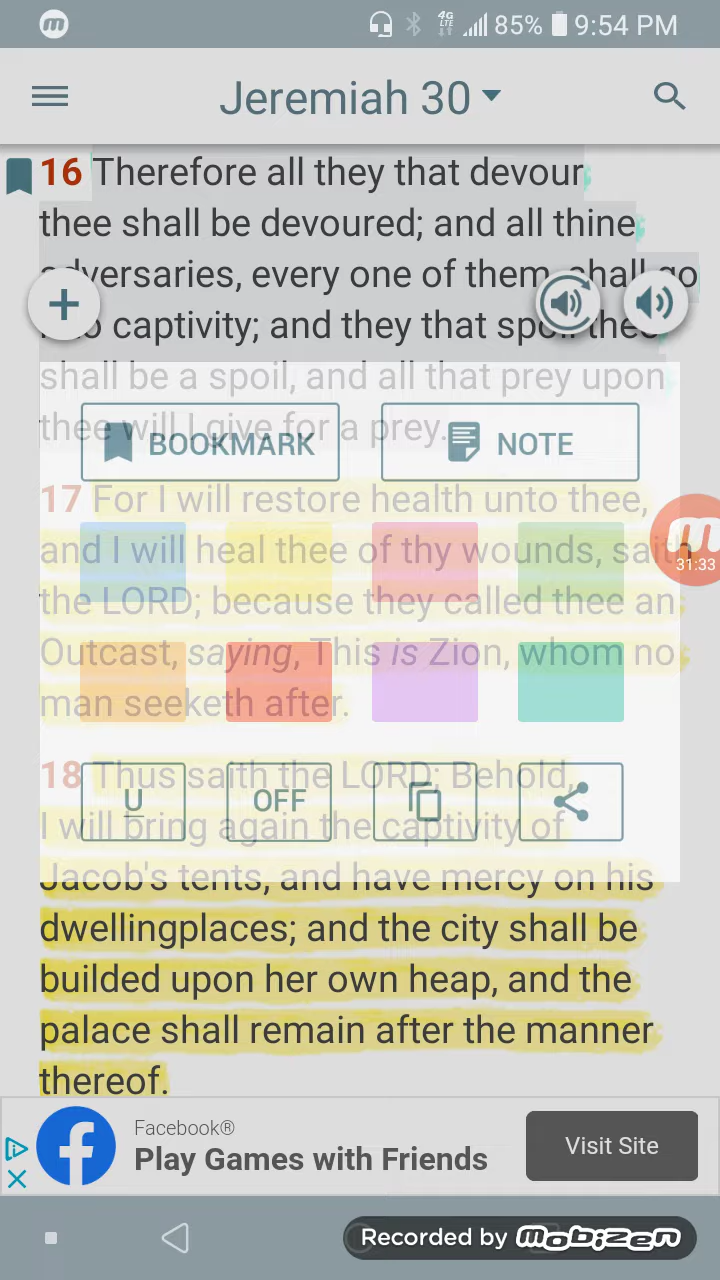 85% 9:54 PM
4G LTE
Jeremiah 30
16 Therefore all they that devour
thee shall be devoured; and all thine
adversaries, every one of them, shall go
captivity; and they that spoil thee
shall be a spoil, and all that prey upon
thee will I give for a prey.
BOOKMARK NOTE
17 For I will restore health unto thee,
and I will heal thee of thy wounds, saith
31:33
the LORD; because they called thee an
Outcast, saying, This is Zion, whom no
man seeketh after.
18 Thus saith the LORD; Behold,
U OFF
I will bring again the captivity of
Jacob's tents, and have mercy on his
dwellingplaces; and the city shall be
builded upon her own heap, and the
palace shall remain after the manner
thereof.
Facebook®
Play Games with Friends
Visit Site
Recorded by mobizen